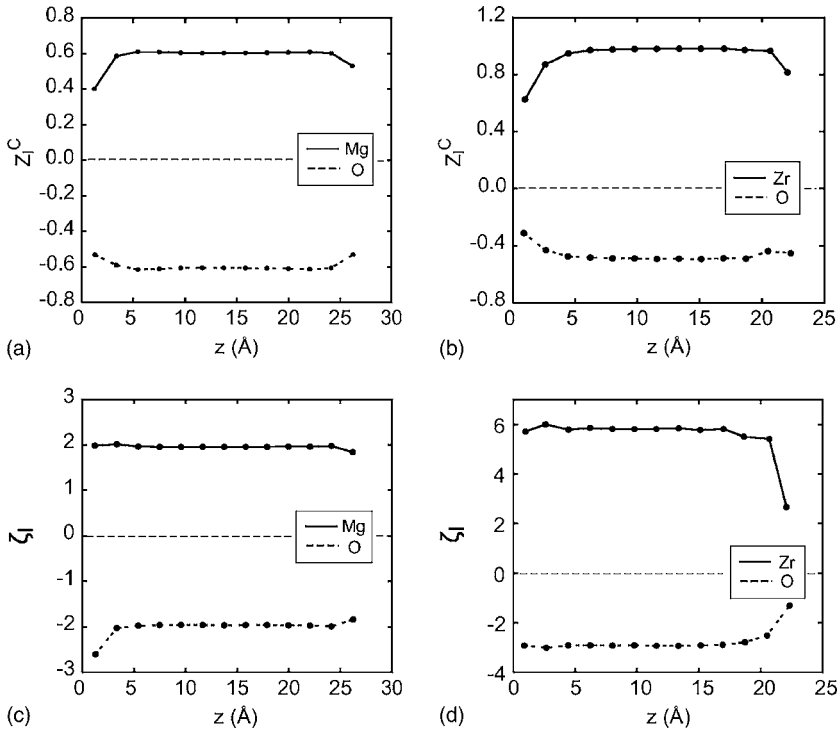 0.8
0.6
0.4
0.2
0.0
-0.2
-0.4
-0.6
-0.8
Z_I^C
Mg
O
0 5 10 15 20 25 30
z (Å)
(a)
1.2
0.8
0.4
0.0
-0.4
-0.8
Z_I^C
Zr
O
0 5 10 15 20 25
z (Å)
(b)
3
2
1
0
-1
-2
-3
ζ_I
Mg
O
0 5 10 15 20 25 30
z (Å)
(c)
6
4
2
0
-2
-4
ζ_I
Zr
O
0 5 10 15 20 25
z (Å)
(d)